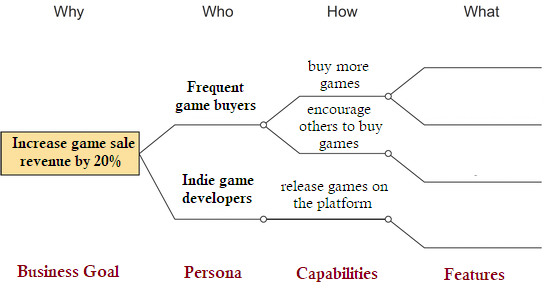 Why Who How What
buy more
games
Frequent
game buyers
encourage
others to buy
games
Increase game sale
revenue by 20%
Indie game
developers
release games on
the platform
Business Goal Persona Capabilities Features